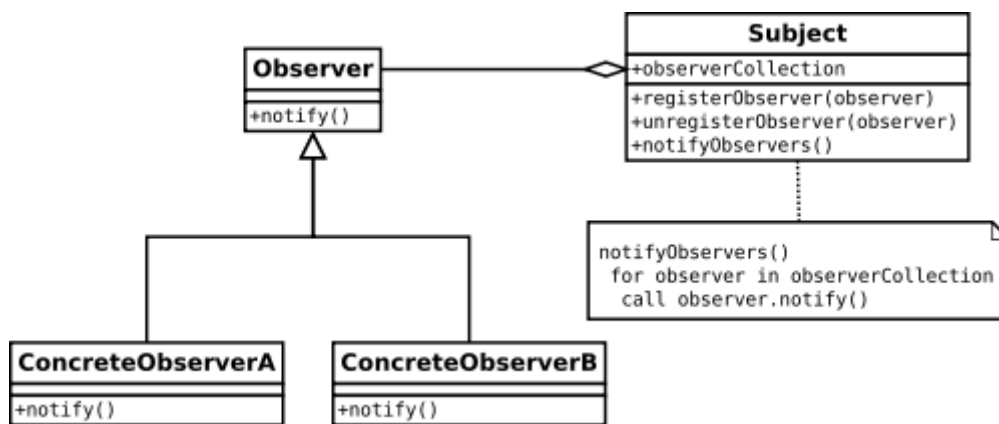 Observer
+notify()
Subject
+observerCollection
+registerObserver(observer)
+unregisterObserver(observer)
+notifyObservers()
notifyObservers()
for observer in observerCollection
call observer.notify()
ConcreteObserverA
+notify()
ConcreteObserverB
+notify()